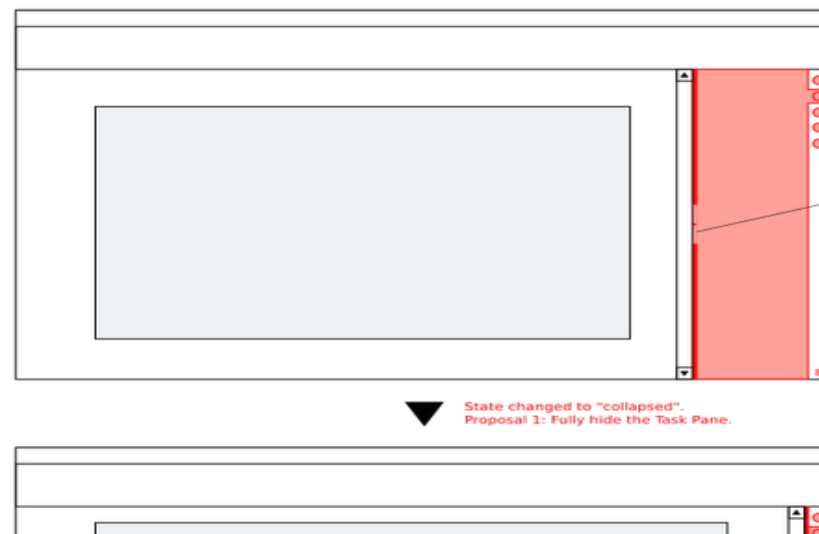 State changed to "collapsed".
Proposal 1: Fully hide the Task Pane.